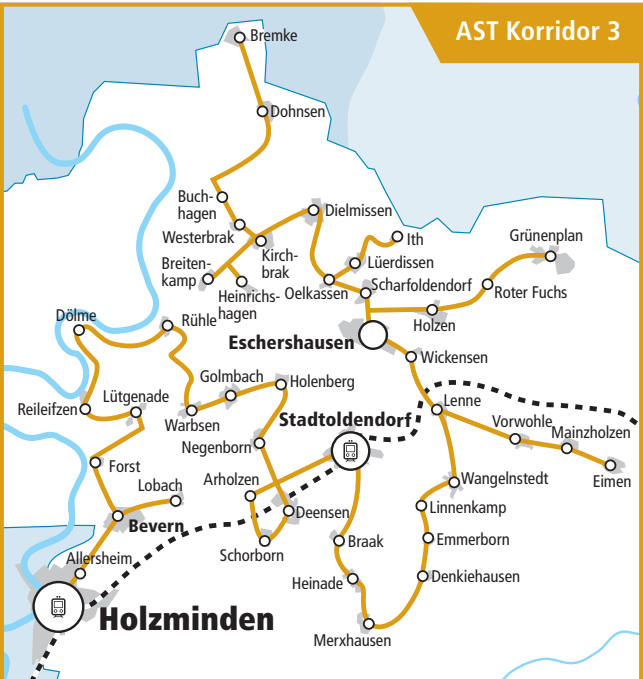 AST Korridor 3
Bremke
Dohnsen
Buch-
hagen
Dielmissen
Westerbrak
Ith
Grünenplan
Kirch-
brak
Breiten-
kamp
Lüerdissen
Heinrichs-
hagen
Oelkassen
Scharfoldendorf
Roter Fuchs
Dölme
Rühle
Holzen
Eschershausen
Wickensen
Golmbach
Holenberg
Reileifzen
Lütgenade
Lenne
Warbsen
Stadtoldendorf
Vorwohle
Mainzholzen
Negenborn
Forst
Lobach
Arholzen
Wangelnstedt
Eimen
Bevern
Deensen
Linnenkamp
Schorborn
Braak
Emmerborn
Allersheim
Heinade
Denkiehausen
Holzminden
Merxhausen